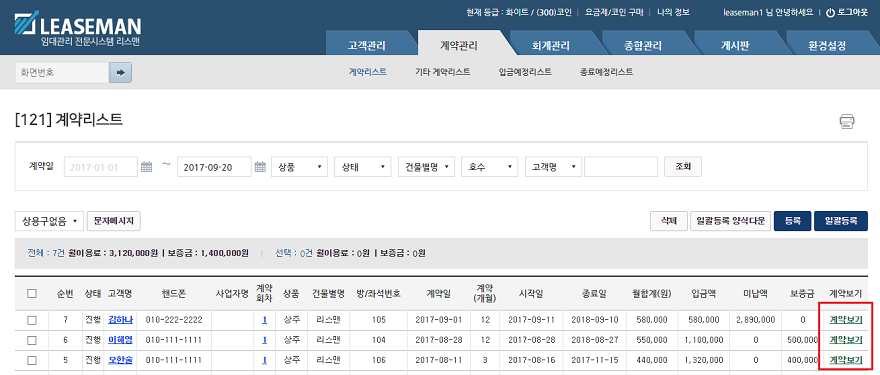 현재 등급 : 화이트 / (300)코인 | 요금제/코인 구매 | 나의 정보 leaseman1 님 안녕하세요 | 로그아웃
LEASEMAN
임대관리 전문시스템 리스맨
고객관리 계약관리 회계관리 종합관리 게시판 환경설정
화면번호 계약리스트 기타 계약리스트 입금예정리스트 종료예정리스트
[121] 계약리스트
계약일 2017-01-01 ~ 2017-09-20 상품 상태 건물별명 호수 고객명 조회
상용구없음 문자메시지 삭제 일괄등록 양식다운 등록 일괄등록
전체 : 7건 월이용료 : 3,120,000원 | 보증금 : 1,400,000원 | 선택 : 0건 월이용료 : 0원 | 보증금 : 0원
순번 상태 고객명 핸드폰 사업자명 계약회차 상품 건물별명 방/좌석번호 계약일 계약(개월) 시작일 종료일 월합계(원) 입금액 미납액 보증금 계약보기
7 진행 김하나 010-222-2222 1 상주 리스맨 105 2017-09-01 12 2017-09-11 2018-09-10 580,000 580,000 2,890,000 0 계약보기
6 진행 이혜영 010-111-1111 1 상주 리스맨 104 2017-08-28 12 2017-08-28 2018-08-27 550,000 1,100,000 0 500,000 계약보기
5 진행 오한솔 010-111-1111 1 상주 리스맨 106 2017-08-11 3 2017-08-16 2017-11-15 440,000 1,320,000 0 400,000 계약보기